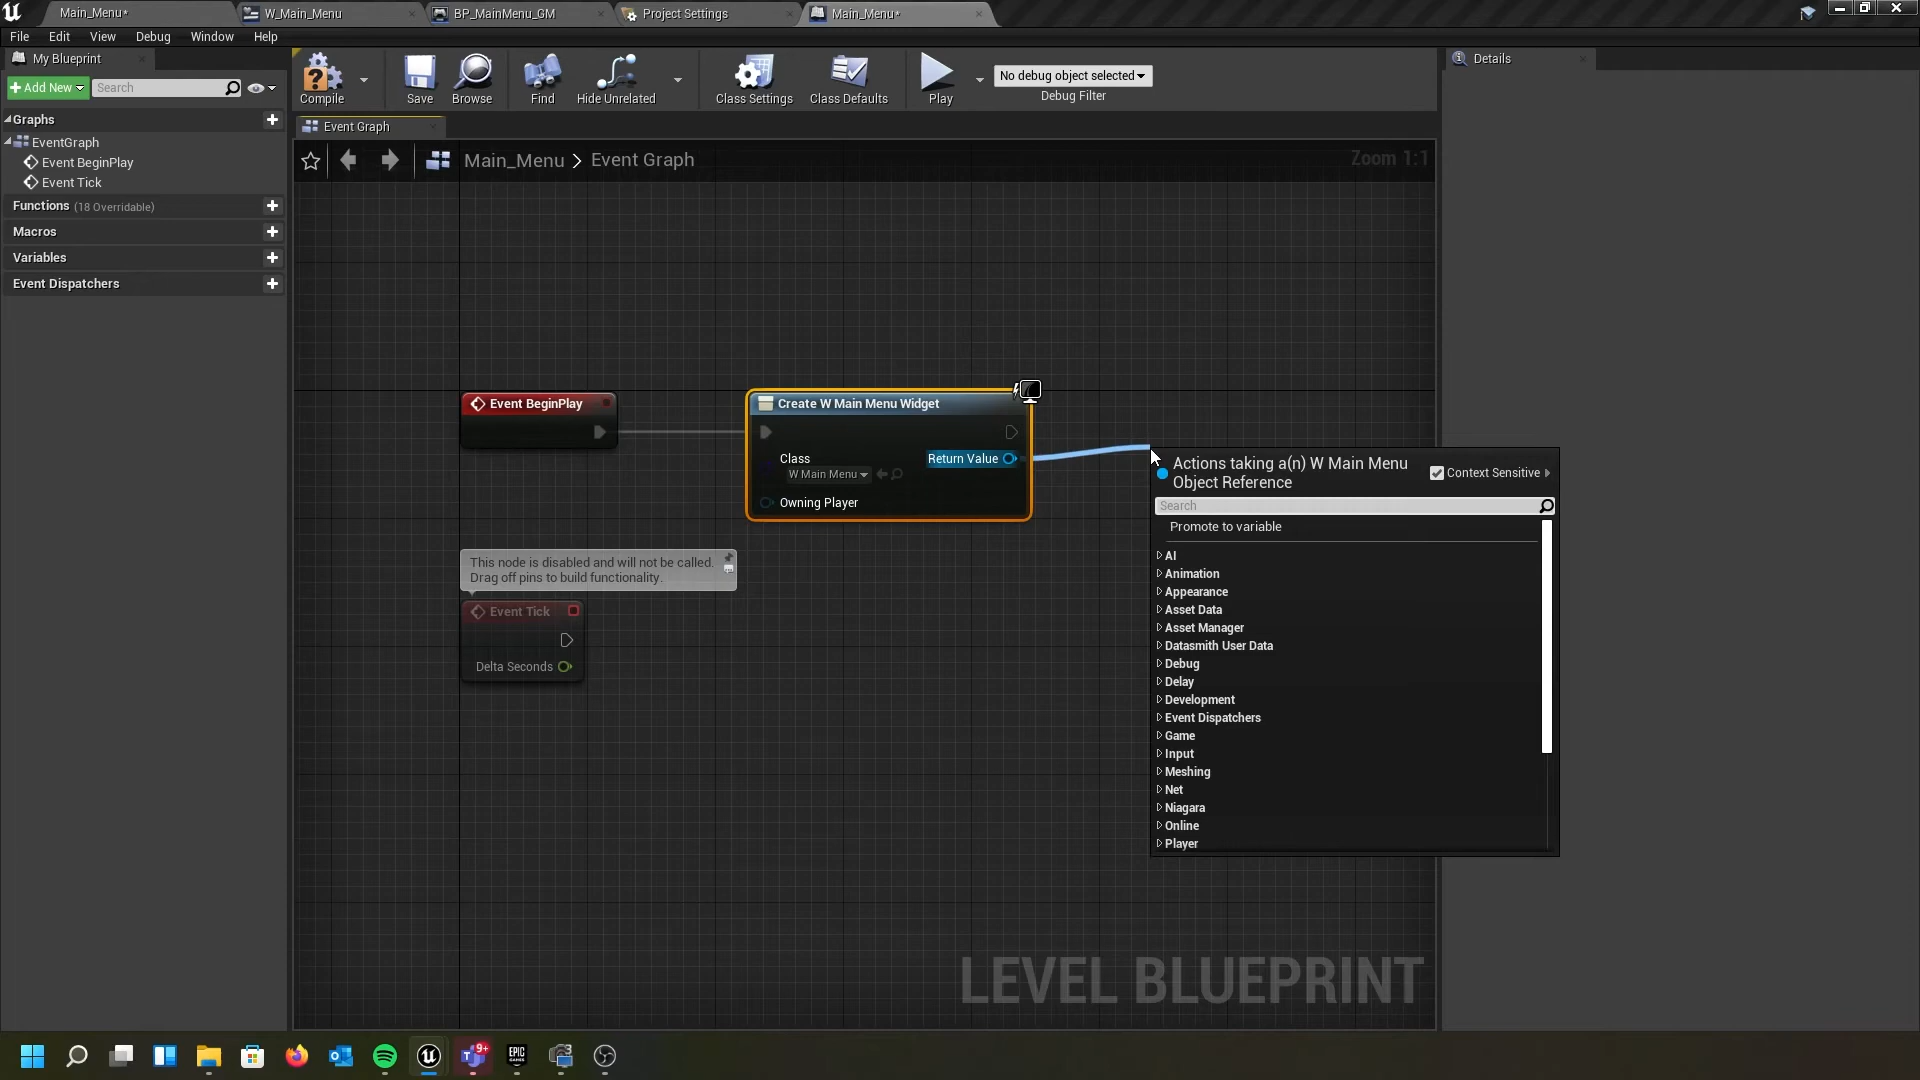 Main_Menu*
W_Main_Menu
BP_MainMenu_GM
Project Settings
Main_Menu*
File Edit View Debug Window Help
My Blueprint
Add New
Search
Graphs
EventGraph
Event BeginPlay
Event Tick
Functions (18 Overridable)
Macros
Variables
Event Dispatchers
Compile
Save
Browse
Find
Hide Unrelated
Class Settings
Class Defaults
Play
No debug object selected
Debug Filter
Details
Event Graph
Main_Menu > Event Graph
Zoom 1:1
Event BeginPlay
Create W Main Menu Widget
Class
W Main Menu
Return Value
Owning Player
This node is disabled and will not be called.
Drag off pins to build functionality.
Event Tick
Delta Seconds
Actions taking a(n) W Main Menu
Object Reference
Context Sensitive
Search
Promote to variable
AI
Animation
Appearance
Asset Data
Asset Manager
Datasmith User Data
Debug
Delay
Development
Event Dispatchers
Game
Input
Meshing
Net
Niagara
Online
Player
LEVEL BLUEPRINT
9+
EPIC
GAMES